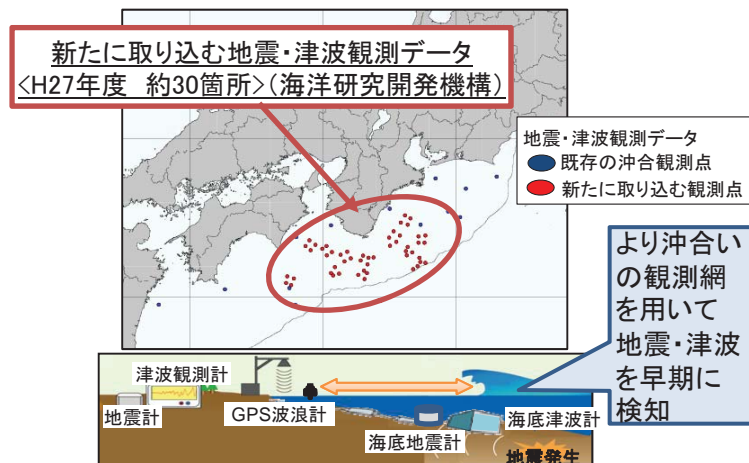 新たに取り込む地震・津波観測データ
<H27年度 約30箇所>(海洋研究開発機構)
地震・津波観測データ
既存の沖合観測点
新たに取り込む観測点
より沖合い
の観測網
を用いて
地震・津波
を早期に
検知
津波観測計
地震計
GPS波浪計
海底地震計
海底津波計
地震発生